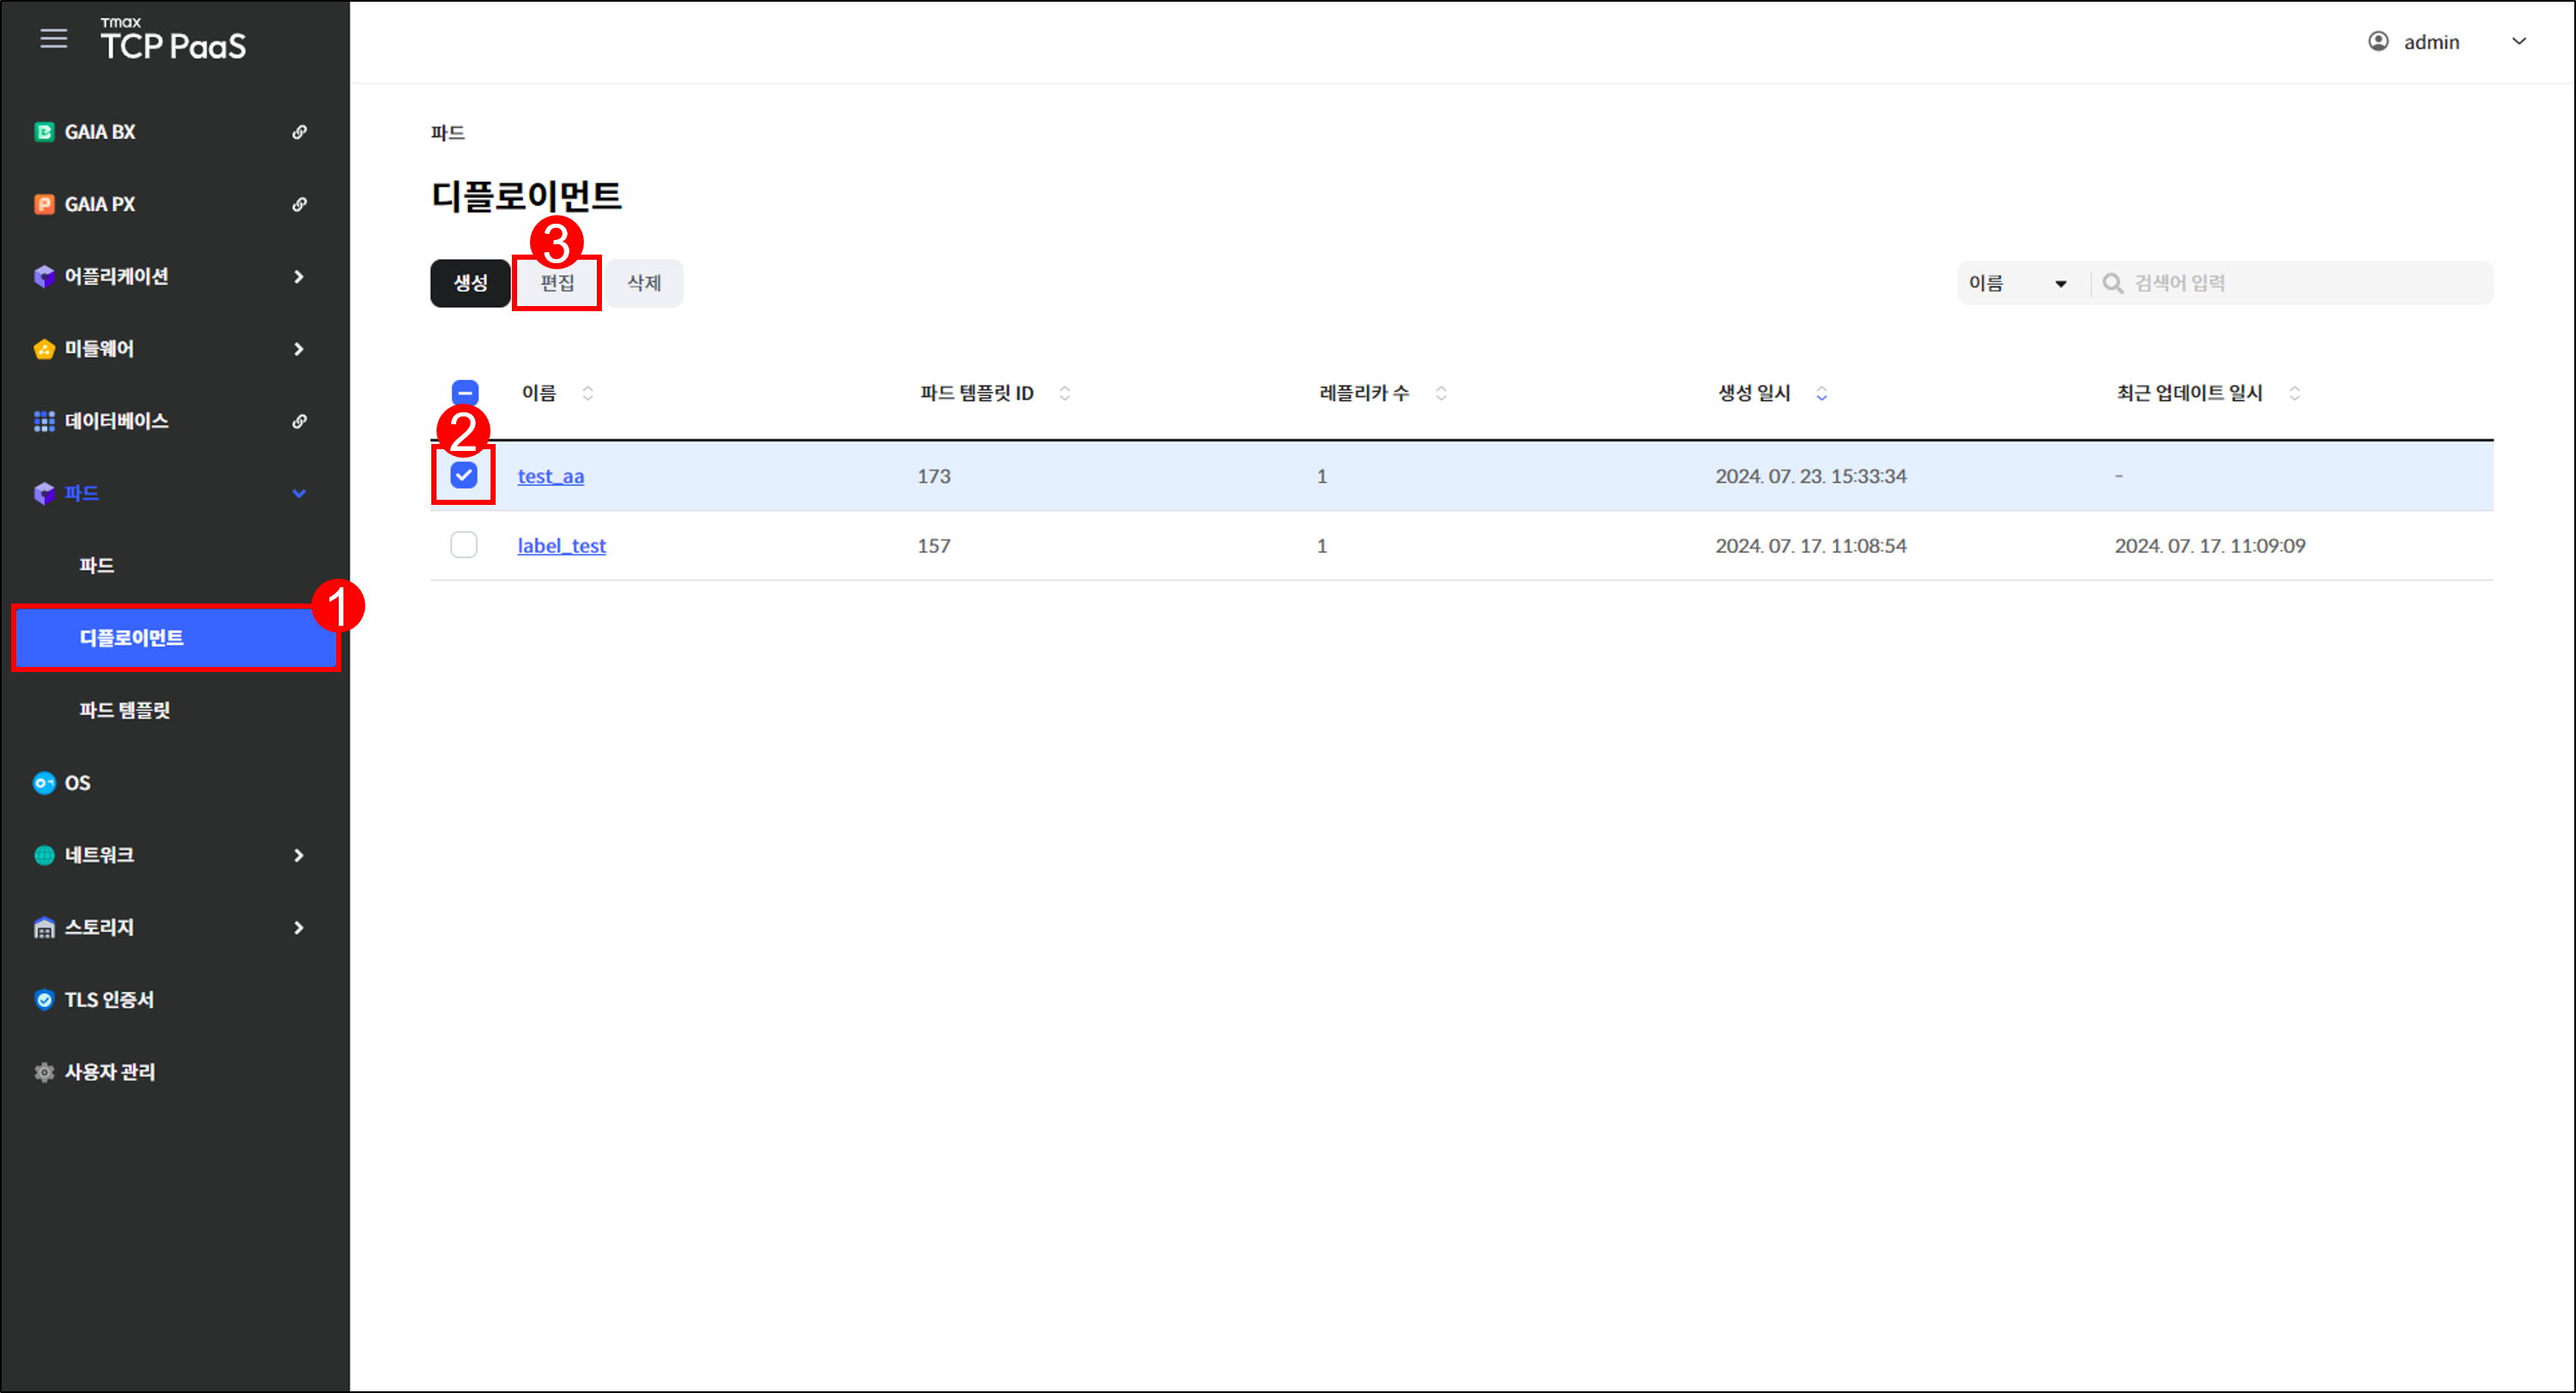 Tmax
TCP PaaS
admin
GAIA BX
GAIA PX
어플리케이션
미들웨어
데이터베이스
파드
파드
디플로이먼트
1
파드 템플릿
OS
네트워크
스토리지
TLS 인증서
사용자 관리
파드
디플로이먼트
3
생성 편집 삭제
이름 검색어 입력
이름 파드 템플릿 ID 레플리카 수 생성 일시 최근 업데이트 일시
2
test_aa 173 1 2024. 07. 23. 15:33:34 -
label_test 157 1 2024. 07. 17. 11:08:54 2024. 07. 17. 11:09:09